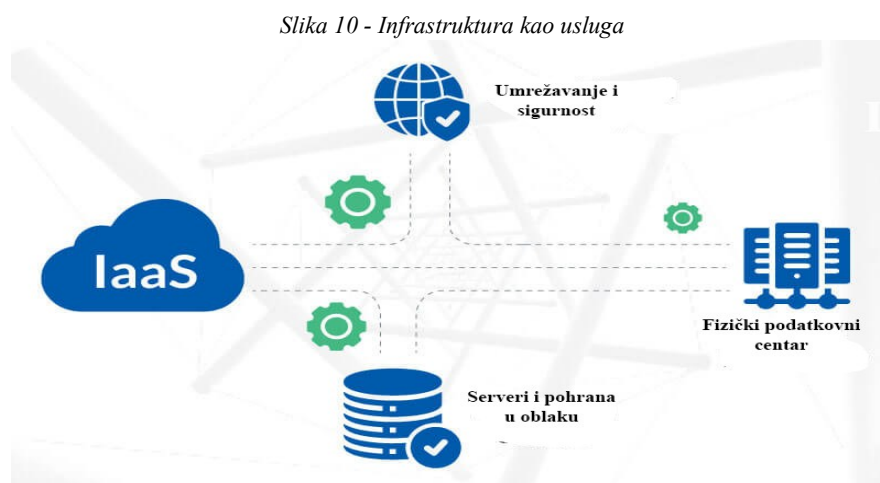 Slika 10 - Infrastruktura kao usluga
Umrežavanje i
sigurnost
IaaS
Fizički podatkovni
centar
Serveri i pohrana
u oblaku